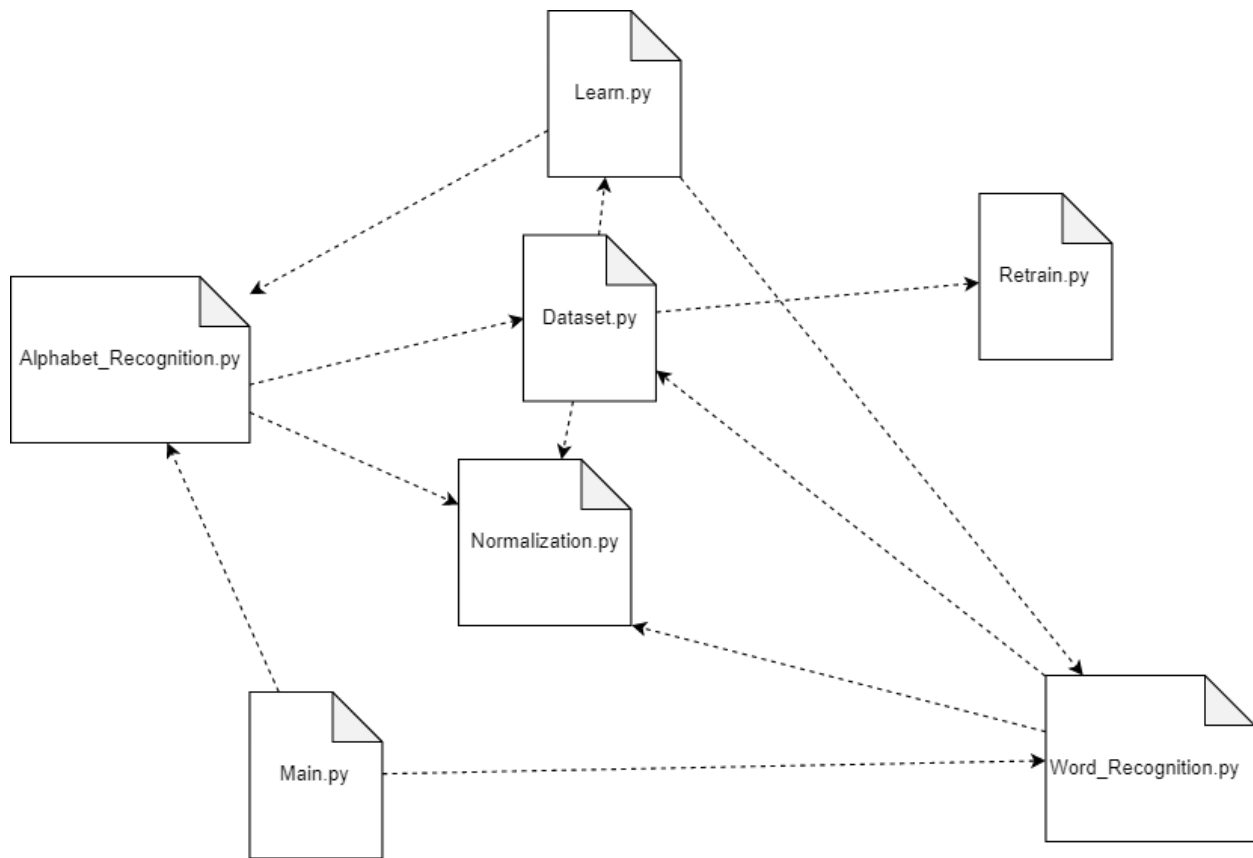 Learn.py
Retrain.py
Dataset.py
Alphabet_Recognition.py
Normalization.py
Main.py
Word_Recognition.py